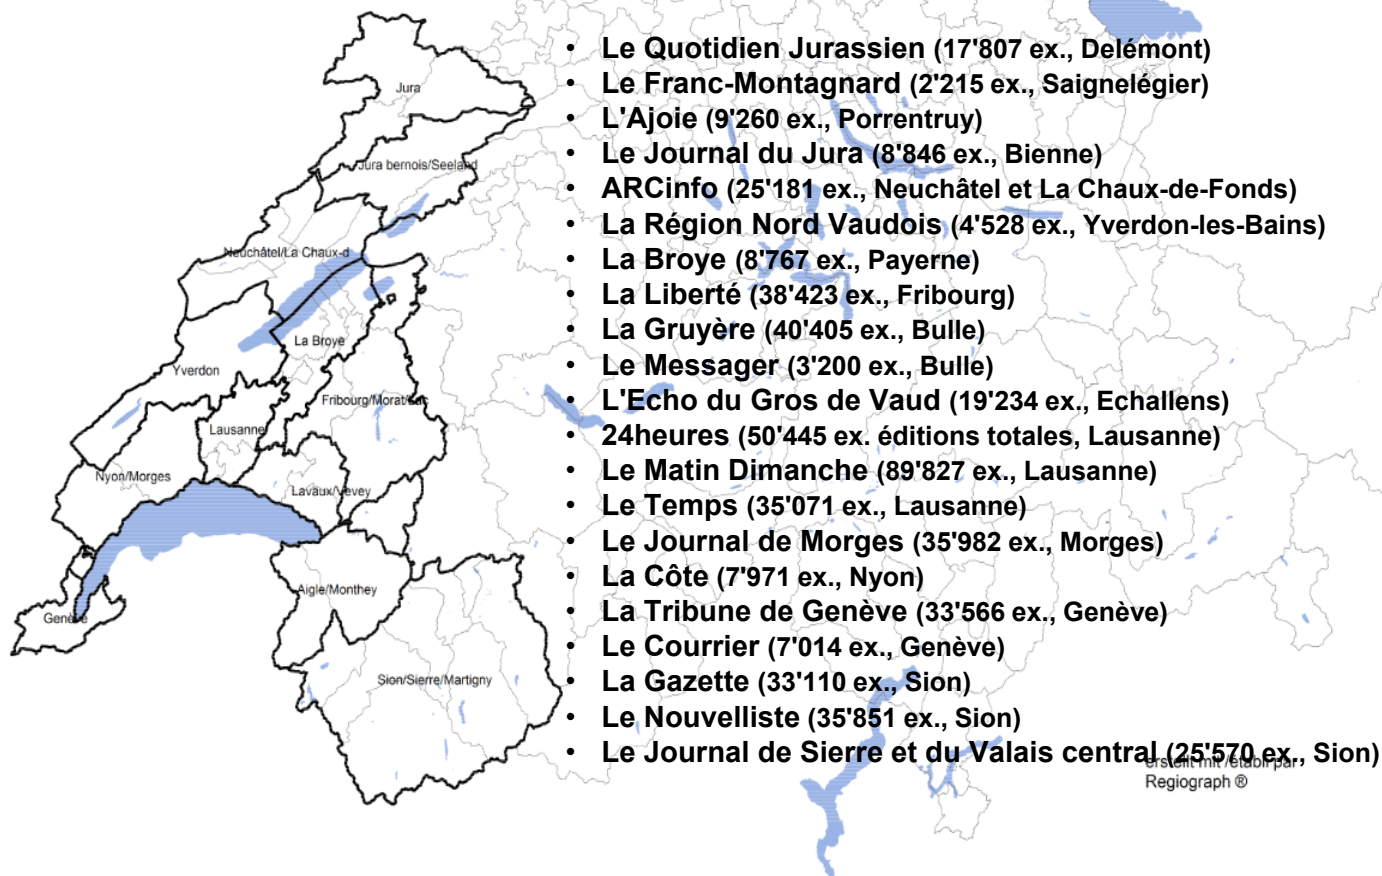 • Le Quotidien Jurassien (17'807 ex., Delémont)
• Le Franc-Montagnard (2'215 ex., Saignelégier)
• L'Ajoie (9'260 ex., Porrentruy)
• Le Journal du Jura (8'846 ex., Bienne)
• ARCinfo (25'181 ex., Neuchâtel et La Chaux-de-Fonds)
• La Région Nord Vaudois (4'528 ex., Yverdon-les-Bains)
• La Broye (8'767 ex., Payerne)
• La Liberté (38'423 ex., Fribourg)
• La Gruyère (40'405 ex., Bulle)
• Le Messager (3'200 ex., Bulle)
• L'Echo du Gros de Vaud (19'234 ex., Echallens)
• 24heures (50'445 ex. éditions totales, Lausanne)
• Le Matin Dimanche (89'827 ex., Lausanne)
• Le Temps (35'071 ex., Lausanne)
• Le Journal de Morges (35'982 ex., Morges)
• La Côte (7'971 ex., Nyon)
• La Tribune de Genève (33'566 ex., Genève)
• Le Courrier (7'014 ex., Genève)
• La Gazette (33'110 ex., Sion)
• Le Nouvelliste (35'851 ex., Sion)
• Le Journal de Sierre et du Valais central (25'570 ex., Sion)
Jura
Jura bernois/Seeland
Neuchâtel/La Chaux-d
La Broye
Yverdon
Fribourg/Morat/Lac
Lausanne
Nyon/Morges
Lavaux/Vevey
Aigle/Monthey
Genève
Sion/Sierre/Martigny
erstellt mit /établi par
Regiograph ®